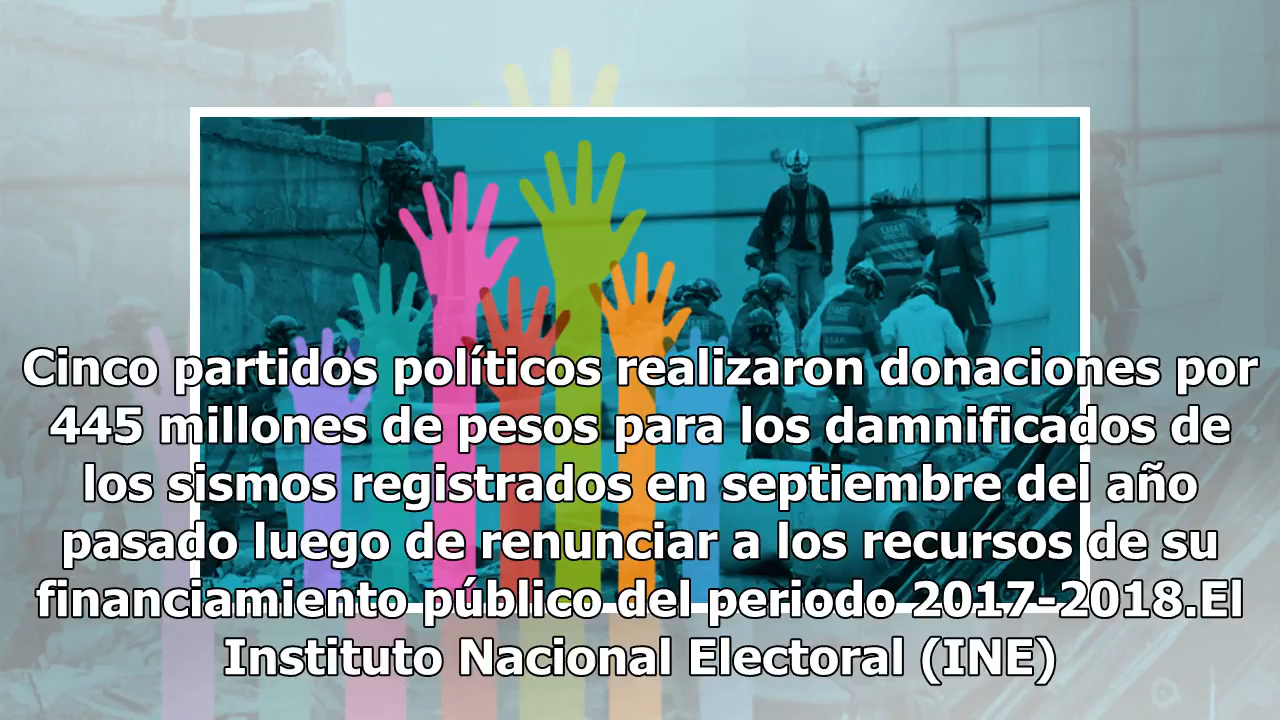 UME
UME
Cinco partidos políticos realizaron donaciones por
445 millones de pesos para los damnificados de
los sismos registrados en septiembre del año
pasado luego de renunciar a los recursos de su
financiamiento público del periodo 2017-2018.El
Instituto Nacional Electoral (INE)